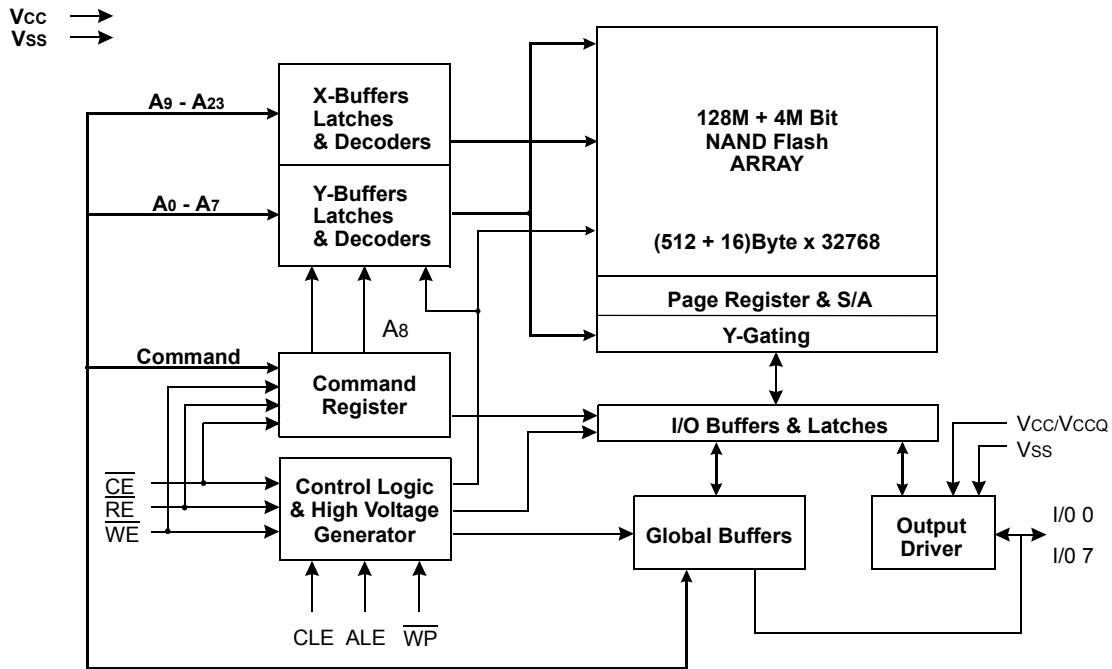 VCC
VSS
A9 - A23
X-Buffers
Latches
& Decoders
128M + 4M Bit
NAND Flash
ARRAY
A0 - A7
Y-Buffers
Latches
& Decoders
(512 + 16)Byte x 32768
Page Register & S/A
Y-Gating
A8
Command
Command
Register
I/O Buffers & Latches
VCC/VCCQ
VSS
CE
RE
WE
Control Logic
& High Voltage
Generator
Global Buffers
Output
Driver
I/0 0
I/0 7
CLE
ALE
WP